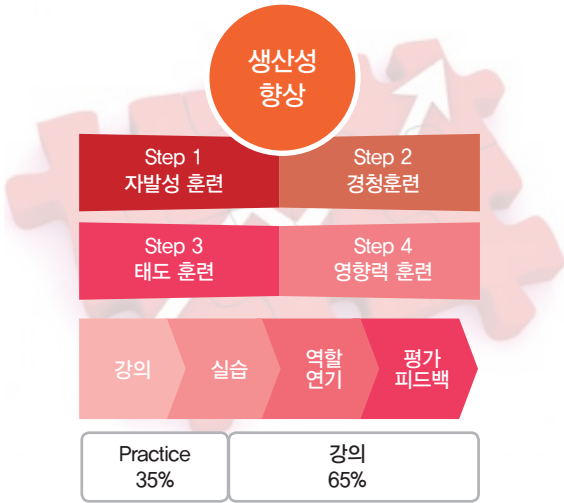 생산성
향상
Step 1
자발성 훈련
Step 2
경청훈련
Step 3
태도 훈련
Step 4
영향력 훈련
강의
실습
역할
연기
평가
피드백
Practice
35%
강의
65%